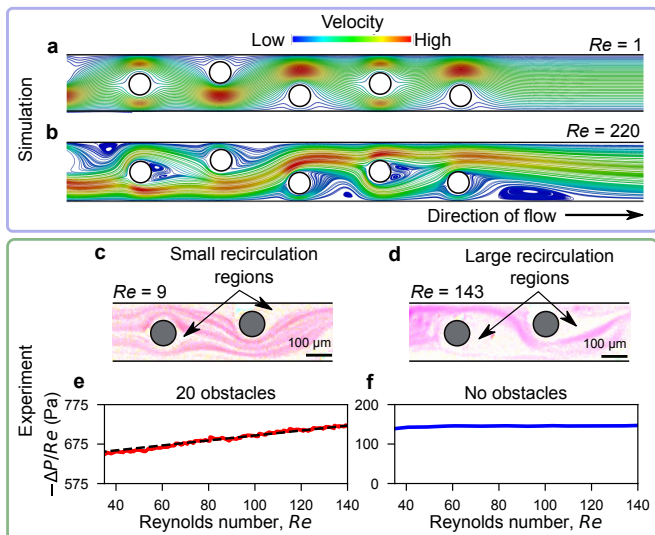 Velocity
a
Low
High
Re = 1
b
Re = 220
Simulation
Direction of flow
c
Small recirculation
regions
d
Large recirculation
regions
Re = 9
Re = 143
100 µm
100 µm
Experiment
e
20 obstacles
f
No obstacles
−ΔP/Re (Pa)
775
675
575
200
100
0
40
60
80
100
120
140
40
60
80
100
120
140
Reynolds number, Re
Reynolds number, Re